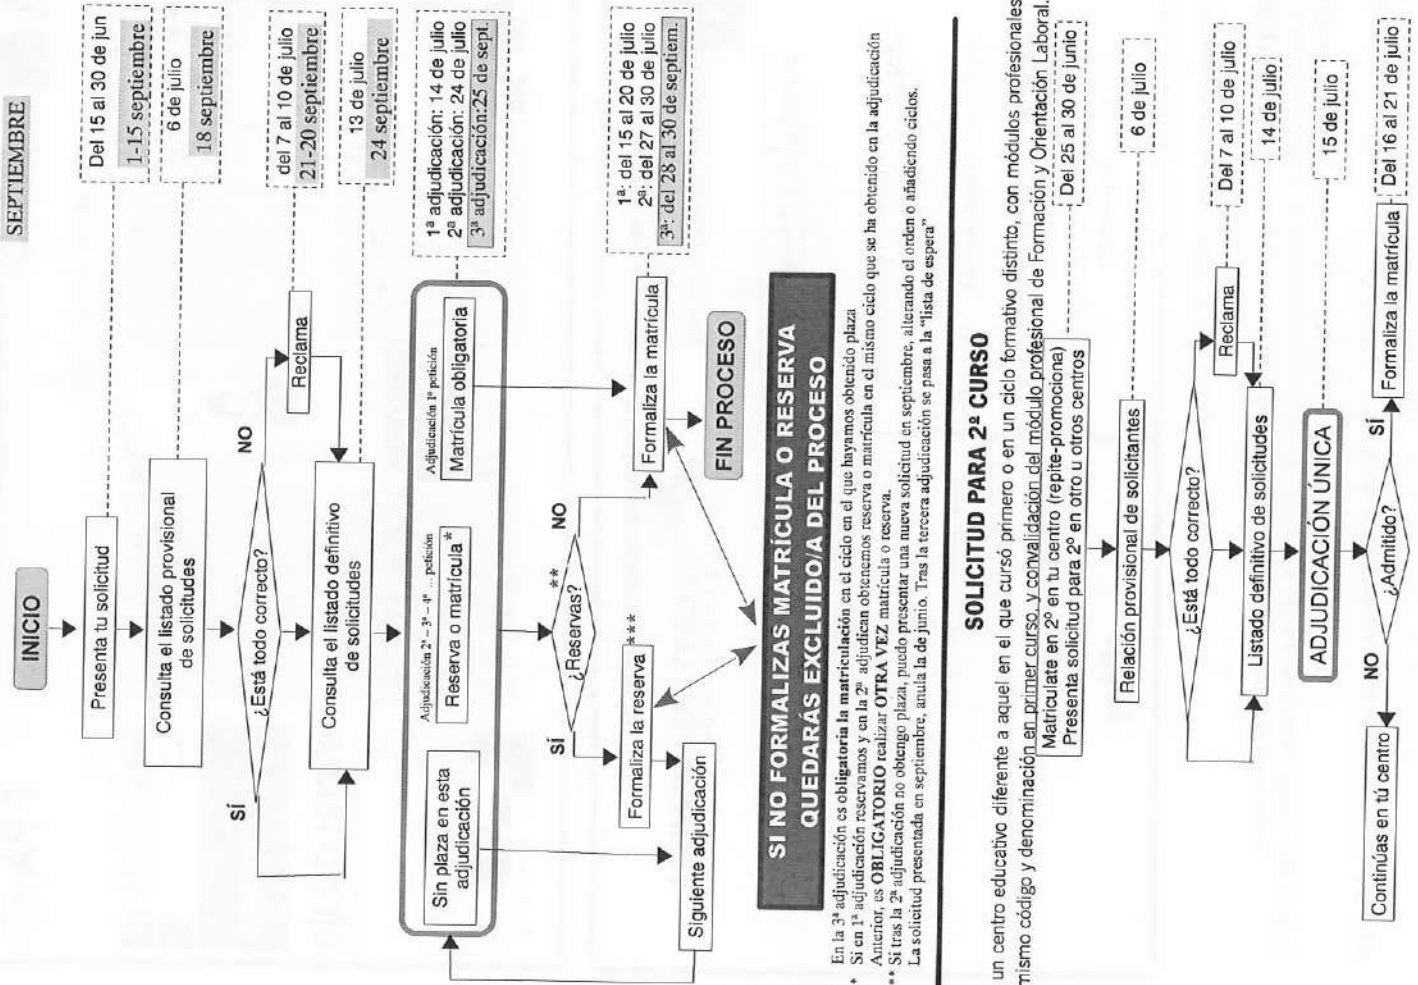 SEPTIEMBRE
INICIO
Presenta tu solicitud
Del 15 al 30 de jun
1-15 septiembre
Consulta el listado provisional
de solicitudes
6 de julio
18 septiembre
¿Está todo correcto?
SÍ
NO
Reclama
del 7 al 10 de julio
21-20 septiembre
Consulta el listado definitivo
de solicitudes
13 de julio
24 septiembre
Sin plaza en esta
adjudicación
Adjudicación 2ª – 3ª – 4ª ... petición
Reserva o matrícula*
Adjudicación 1ª petición
Matrícula obligatoria
1ª adjudicación: 14 de julio
2ª adjudicación: 24 de julio
3ª adjudicación:25 de sept.
¿Reservas?
**
SÍ
NO
Formaliza la reserva
***
Formaliza la matrícula
1ª: del 15 al 20 de julio
2ª: del 27 al 30 de julio
3ª: del 28 al 30 de septiem.
Siguiente adjudicación
FIN PROCESO
SI NO FORMALIZAS MATRÍCULA O RESERVA
QUEDARÁS EXCLUIDO/A DEL PROCESO
En la 3ª adjudicación es obligatoria la matriculación en el ciclo en el que hayamos obtenido plaza
* Si en 1ª adjudicación reservamos y en la 2ª adjudican obtenemos reserva o matrícula en el mismo ciclo que se ha obtenido en la adjudicación
Anterior, es OBLIGATORIO realizar OTRA VEZ matrícula o reserva.
** Si tras la 2ª adjudicación no obtengo plaza, puedo presentar una nueva solicitud en septiembre, alterando el orden o añadiendo ciclos.
La solicitud presentada en septiembre, anula la de junio. Tras la tercera adjudicación se pasa a la "lista de espera"
SOLICITUD PARA 2º CURSO
un centro educativo diferente a aquel en el que cursó primero o en un ciclo formativo distinto, con módulos profesionales
mismo código y denominación en primer curso, y convalidación del módulo profesional de Formación y Orientación Laboral.
Matricúlate en 2º en tu centro (repite-promociona)
Presenta solicitud para 2º en otro u otros centros
Del 25 al 30 de junio
Relación provisional de solicitantes
6 de julio
¿Está todo correcto?
Reclama
Del 7 al 10 de julio
Listado definitivo de solicitudes
14 de julio
ADJUDICACIÓN ÚNICA
15 de julio
¿Admitido?
NO
SÍ
Continúas en tú centro
Formaliza la matrícula
Del 16 al 21 de julio